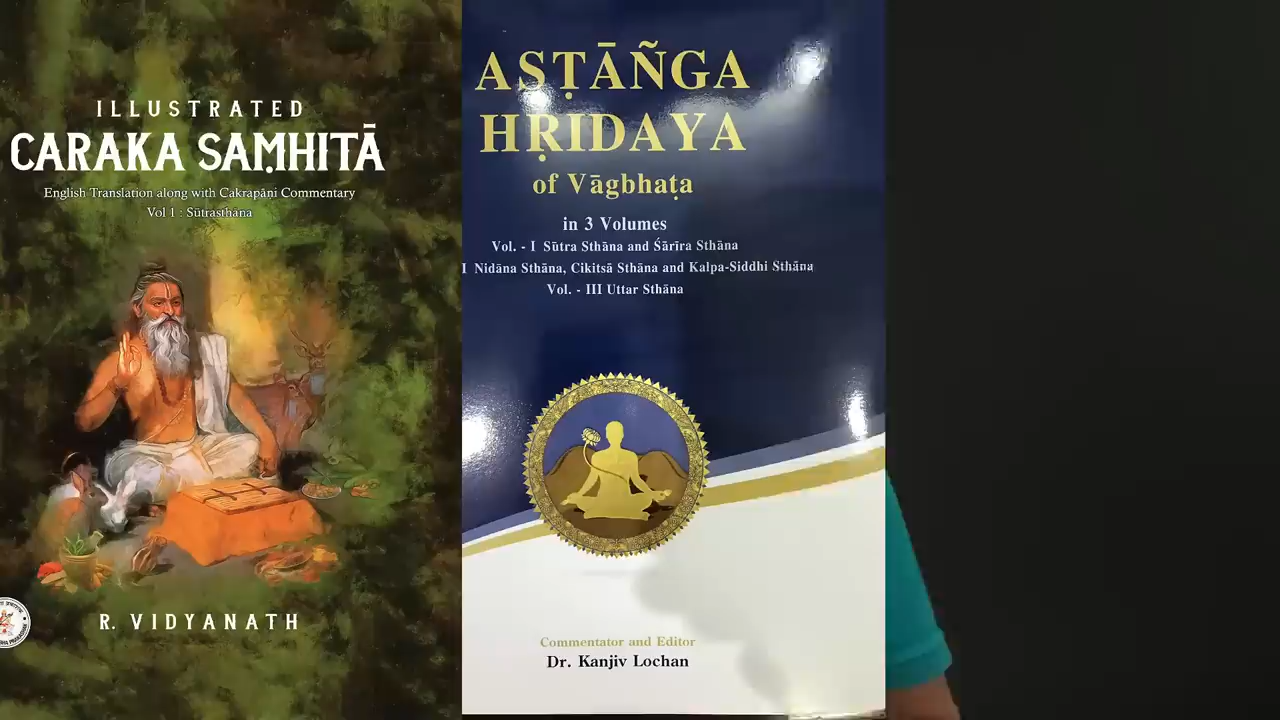 ILLUSTRATED
CARAKA SAṂHITĀ
English Translation along with Cakrapāṇi Commentary
Vol 1 : Sūtrasthāna
R. VIDYANATH
AṢṬĀÑGA
HṚIDAYA
of Vāgbhaṭa
in 3 Volumes
Vol. - I Sūtra Sthāna and Śārīra Sthāna
I Nidāna Sthāna, Cikitsā Sthāna and Kalpa-Siddhi Sthāna
Vol. - III Uttar Sthāna
Commentator and Editor
Dr. Kanjiv Lochan